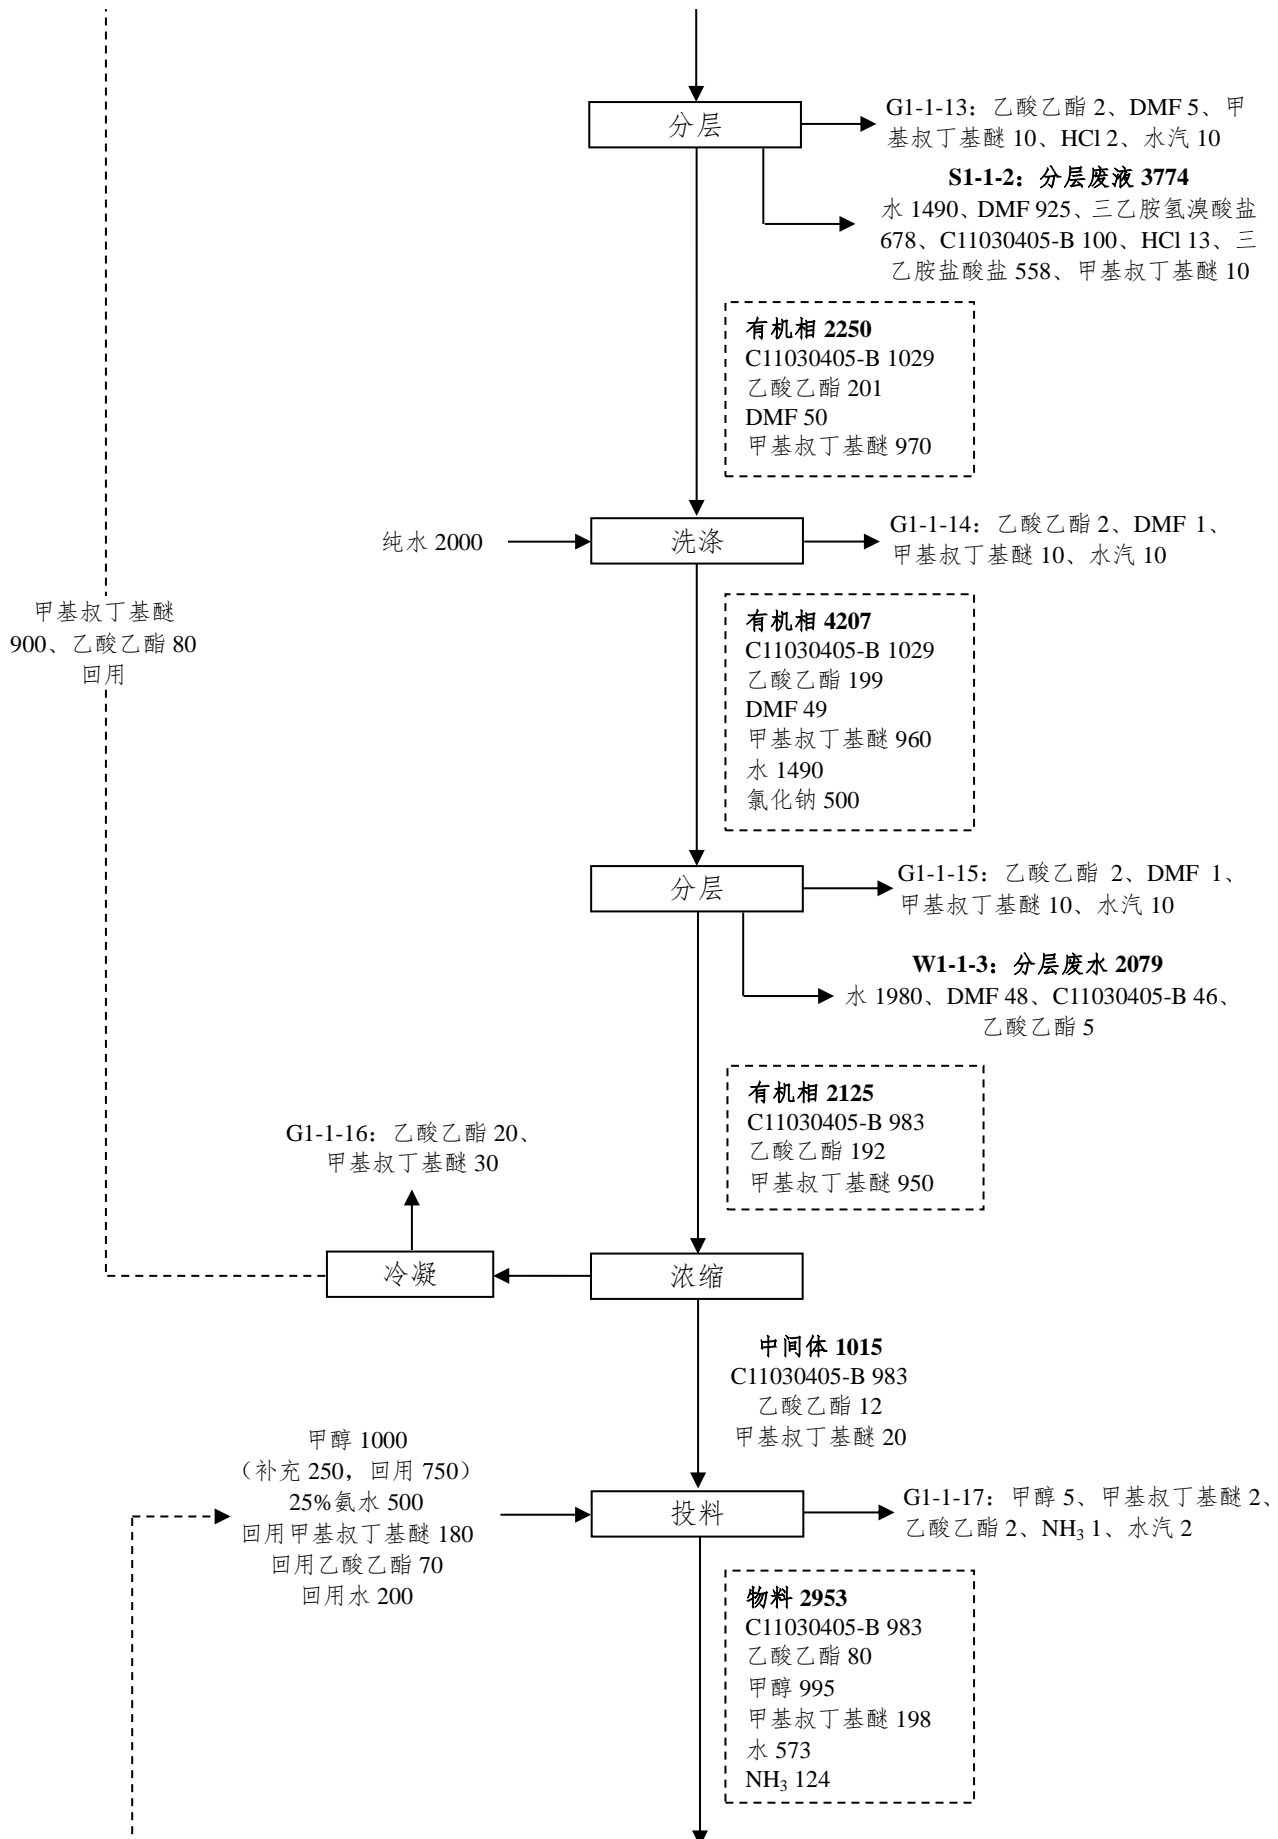 分层
G1-1-13：乙酸乙酯 2、DMF 5、甲
基叔丁基醚 10、HCl 2、水汽 10
S1-1-2：分层废液 3774
水 1490、DMF 925、三乙胺氢溴酸盐
678、C11030405-B 100、HCl 13、三
乙胺盐酸盐 558、甲基叔丁基醚 10
有机相 2250
C11030405-B 1029
乙酸乙酯 201
DMF 50
甲基叔丁基醚 970
纯水 2000
洗涤
G1-1-14：乙酸乙酯 2、DMF 1、
甲基叔丁基醚 10、水汽 10
甲基叔丁基醚
900、乙酸乙酯 80
回用
有机相 4207
C11030405-B 1029
乙酸乙酯 199
DMF 49
甲基叔丁基醚 960
水 1490
氯化钠 500
分层
G1-1-15：乙酸乙酯 2、DMF 1、
甲基叔丁基醚 10、水汽 10
W1-1-3：分层废水 2079
水 1980、DMF 48、C11030405-B 46、
乙酸乙酯 5
有机相 2125
C11030405-B 983
乙酸乙酯 192
甲基叔丁基醚 950
G1-1-16：乙酸乙酯 20、
甲基叔丁基醚 30
冷凝
浓缩
中间体 1015
C11030405-B 983
乙酸乙酯 12
甲基叔丁基醚 20
甲醇 1000
（补充 250，回用 750）
25%氨水 500
回用甲基叔丁基醚 180
回用乙酸乙酯 70
回用水 200
投料
G1-1-17：甲醇 5、甲基叔丁基醚 2、
乙酸乙酯 2、NH₃ 1、水汽 2
物料 2953
C11030405-B 983
乙酸乙酯 80
甲醇 995
甲基叔丁基醚 198
水 573
NH₃ 124